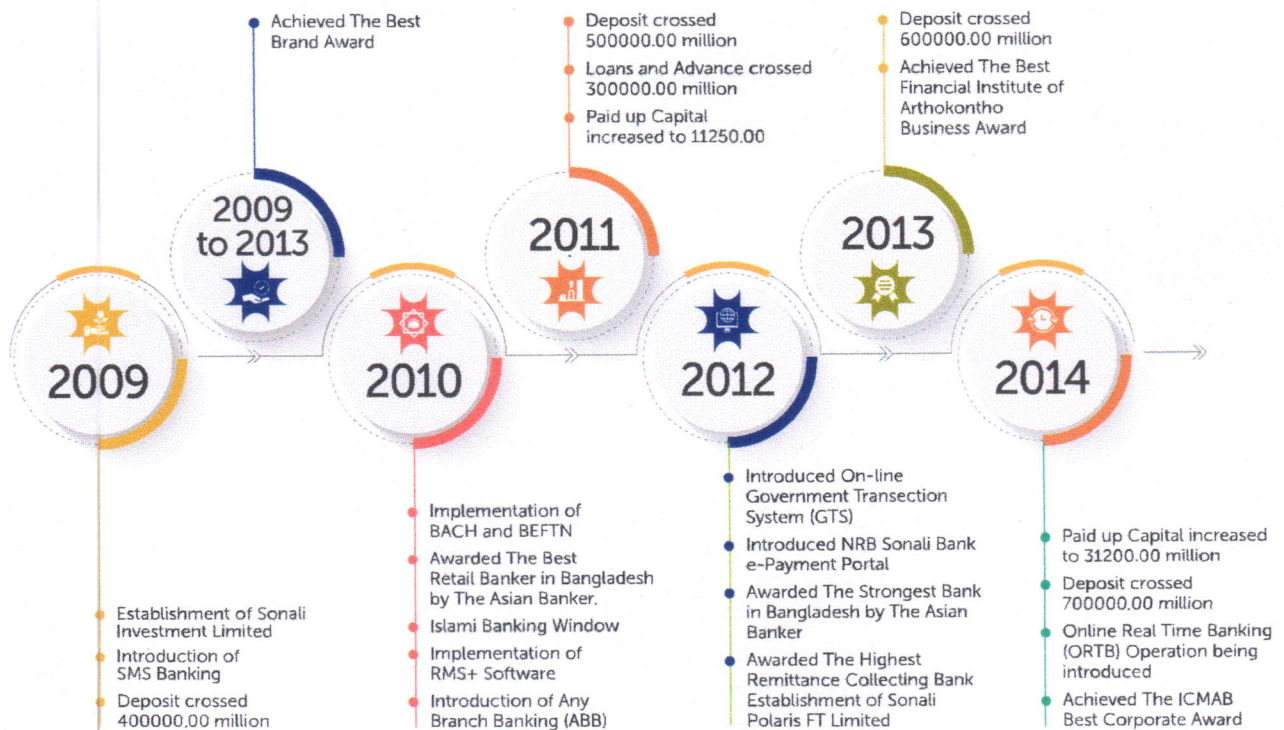 Achieved The Best
Brand Award
Deposit crossed
500000.00 million
Loans and Advance crossed
300000.00 million
Paid up Capital
increased to 11250.00
Deposit crossed
600000.00 million
Achieved The Best
Financial Institute of
Arthokontho
Business Award
2009
to 2013
2011
2013
2009
2010
2012
2014
Establishment of Sonali
Investment Limited
Introduction of
SMS Banking
Deposit crossed
400000.00 million
Implementation of
BACH and BEFTN
Awarded The Best
Retail Banker in Bangladesh
by The Asian Banker.
Islami Banking Window
Implementation of
RMS+ Software
Introduction of Any
Branch Banking (ABB)
Introduced On-line
Government Transection
System (GTS)
Introduced NRB Sonali Bank
e-Payment Portal
Awarded The Strongest Bank
in Bangladesh by The Asian
Banker
Awarded The Highest
Remittance Collecting Bank
Establishment of Sonali
Polaris FT Limited
Paid up Capital increased
to 31200.00 million
Deposit crossed
700000.00 million
Online Real Time Banking
(ORTB) Operation being
introduced
Achieved The ICMAB
Best Corporate Award